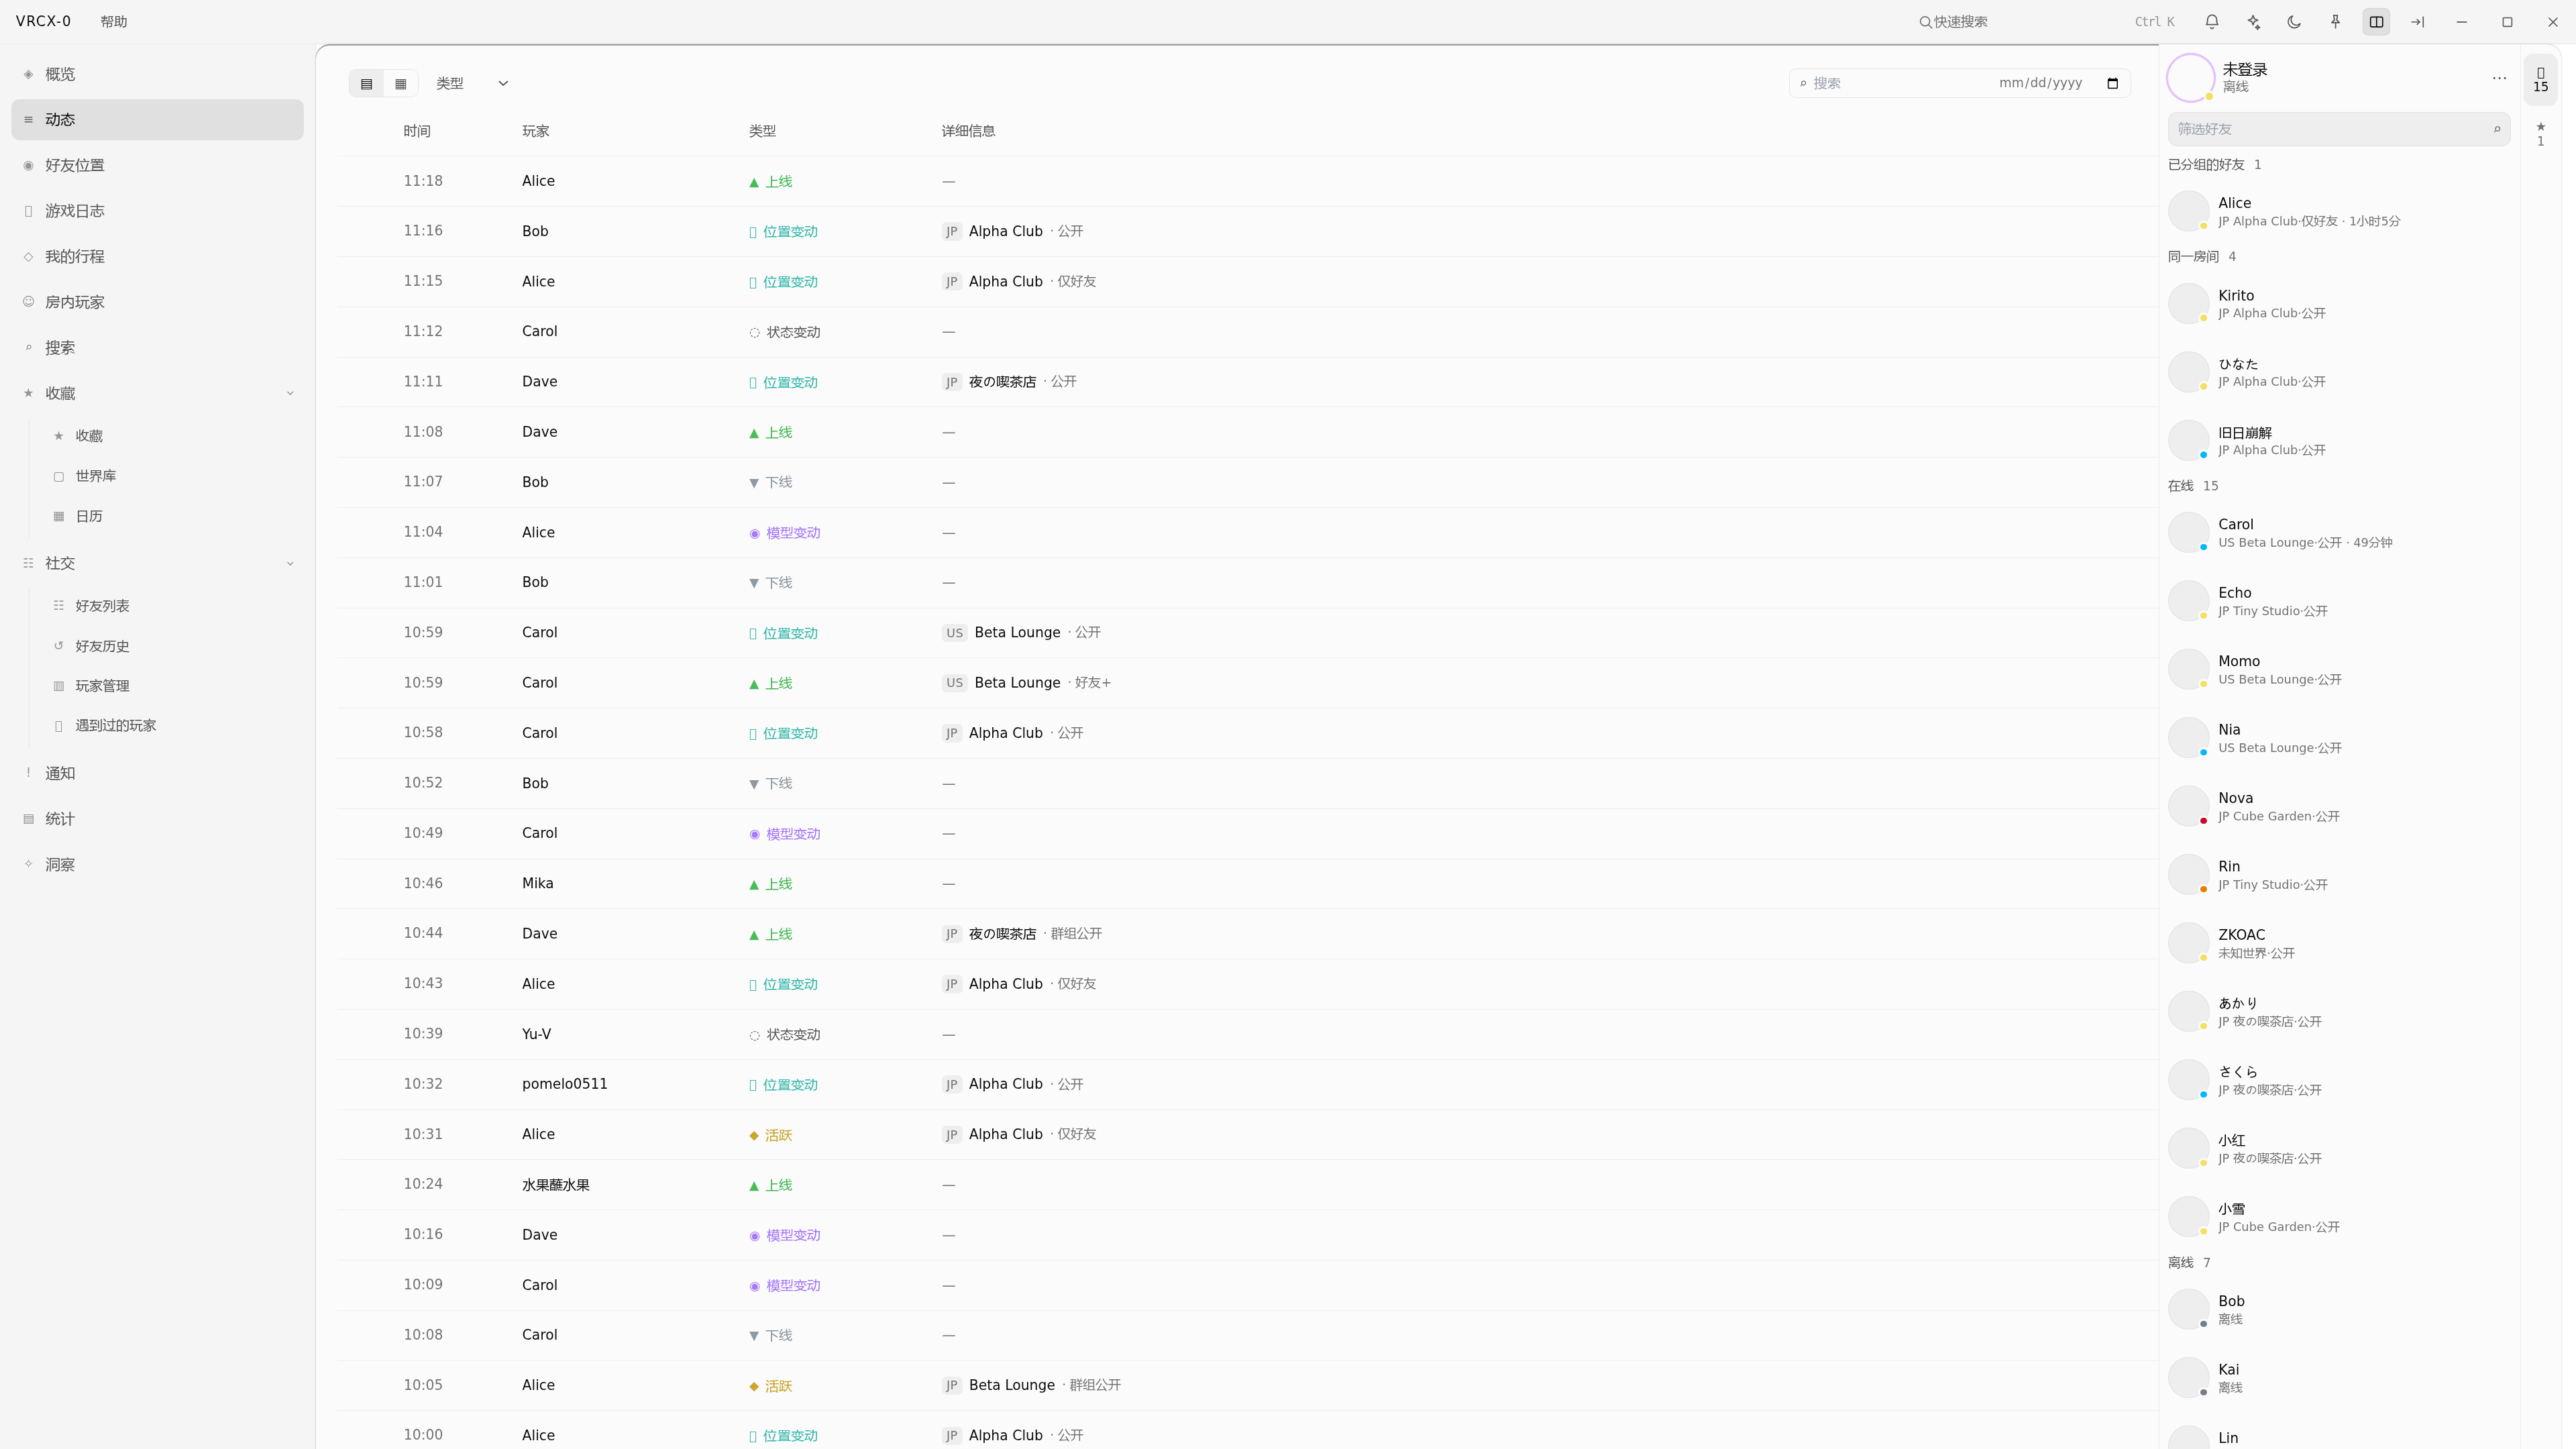 VRCX-0 帮助 快速搜索 Ctrl K
概览
动态
好友位置
游戏日志
我的行程
房内玩家
搜索
收藏
收藏
世界库
日历
社交
好友列表
好友历史
玩家管理
遇到过的玩家
通知
统计
洞察
类型 搜索 mm/dd/yyyy
时间 玩家 类型 详细信息
11:18 Alice ▲ 上线 —
11:16 Bob 位置变动 JP Alpha Club · 公开
11:15 Alice 位置变动 JP Alpha Club · 仅好友
11:12 Carol 状态变动 —
11:11 Dave 位置变动 JP 夜の喫茶店 · 公开
11:08 Dave ▲ 上线 —
11:07 Bob ▼ 下线 —
11:04 Alice ◉ 模型变动 —
11:01 Bob ▼ 下线 —
10:59 Carol 位置变动 US Beta Lounge · 公开
10:59 Carol ▲ 上线 US Beta Lounge · 好友+
10:58 Carol 位置变动 JP Alpha Club · 公开
10:52 Bob ▼ 下线 —
10:49 Carol ◉ 模型变动 —
10:46 Mika ▲ 上线 —
10:44 Dave ▲ 上线 JP 夜の喫茶店 · 群组公开
10:43 Alice 位置变动 JP Alpha Club · 仅好友
10:39 Yu-V 状态变动 —
10:32 pomelo0511 位置变动 JP Alpha Club · 公开
10:31 Alice ◆ 活跃 JP Alpha Club · 仅好友
10:24 水果蘸水果 ▲ 上线 —
10:16 Dave ◉ 模型变动 —
10:09 Carol ◉ 模型变动 —
10:08 Carol ▼ 下线 —
10:05 Alice ◆ 活跃 JP Beta Lounge · 群组公开
10:00 Alice 位置变动 JP Alpha Club · 公开
未登录
离线
…
15
★
1
筛选好友
已分组的好友 1
Alice
JP Alpha Club·仅好友 · 1小时5分
同一房间 4
Kirito
JP Alpha Club·公开
ひなた
JP Alpha Club·公开
旧日崩解
JP Alpha Club·公开
在线 15
Carol
US Beta Lounge·公开 · 49分钟
Echo
JP Tiny Studio·公开
Momo
US Beta Lounge·公开
Nia
US Beta Lounge·公开
Nova
JP Cube Garden·公开
Rin
JP Tiny Studio·公开
ZKOAC
未知世界·公开
あかり
JP 夜の喫茶店·公开
さくら
JP 夜の喫茶店·公开
小红
JP 夜の喫茶店·公开
小雪
JP Cube Garden·公开
离线 7
Bob
离线
Kai
离线
Lin